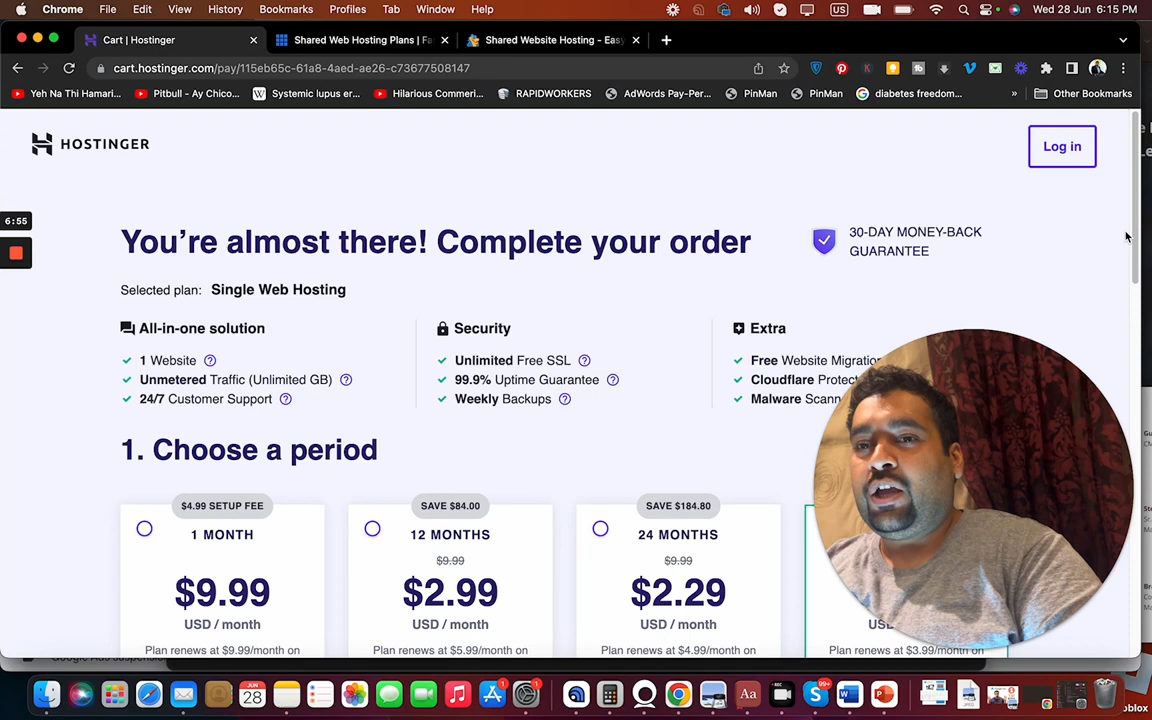 Chrome File Edit View History Bookmarks Profiles Tab Window Help US Wed 28 Jun 6:15 PM
Cart | Hostinger Shared Web Hosting Plans | Fa Shared Website Hosting - Easy
cart.hostinger.com/pay/115eb65c-61a8-4aed-ae26-c73677508147
Yeh Na Thi Hamari... Pitbull - Ay Chico... Systemic lupus er... Hilarious Commeri... RAPIDWORKERS AdWords Pay-Per... PinMan PinMan diabetes freedom... » Other Bookmarks
HOSTINGER
Log in
6:55
You're almost there! Complete your order
30-DAY MONEY-BACK
GUARANTEE
Selected plan: Single Web Hosting
All-in-one solution
1 Website
Unmetered Traffic (Unlimited GB)
24/7 Customer Support
Security
Unlimited Free SSL
99.9% Uptime Guarantee
Weekly Backups
Extra
Free Website Migratio
Cloudflare Protec
Malware Scann
1. Choose a period
$4.99 SETUP FEE
1 MONTH
$9.99
USD / month
Plan renews at $9.99/month on
SAVE $84.00
12 MONTHS
$9.99
$2.99
USD / month
Plan renews at $5.99/month on
SAVE $184.80
24 MONTHS
$9.99
$2.29
USD / month
Plan renews at $4.99/month on
Plan renews at $3.99/month on
JUN
28